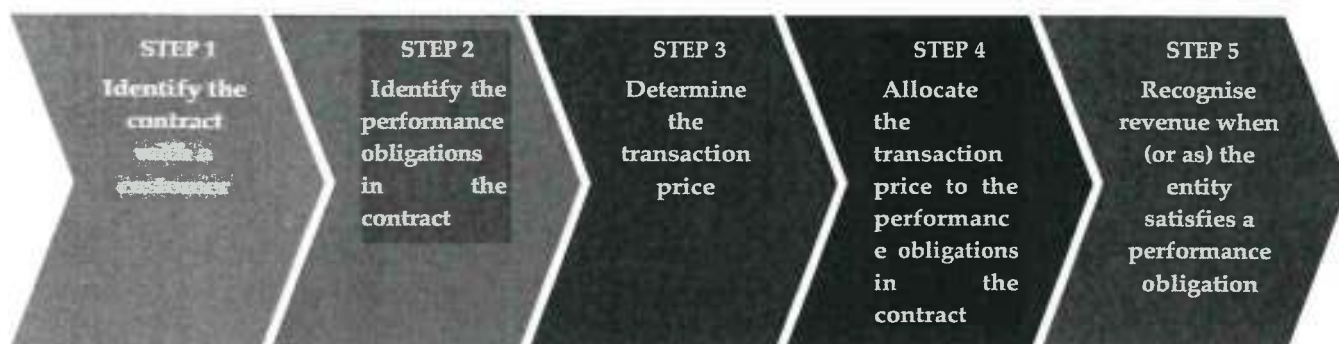 STEP 1
Identify the
contract
STEP 2
Identify the
performance
obligations
in the
contract
STEP 3
Determine
the
transaction
price
STEP 4
Allocate
the
transaction
price to the
performanc
e obligations
in the
contract
STEP 5
Recognise
revenue when
(or as) the
entity
satisfies a
performance
obligation